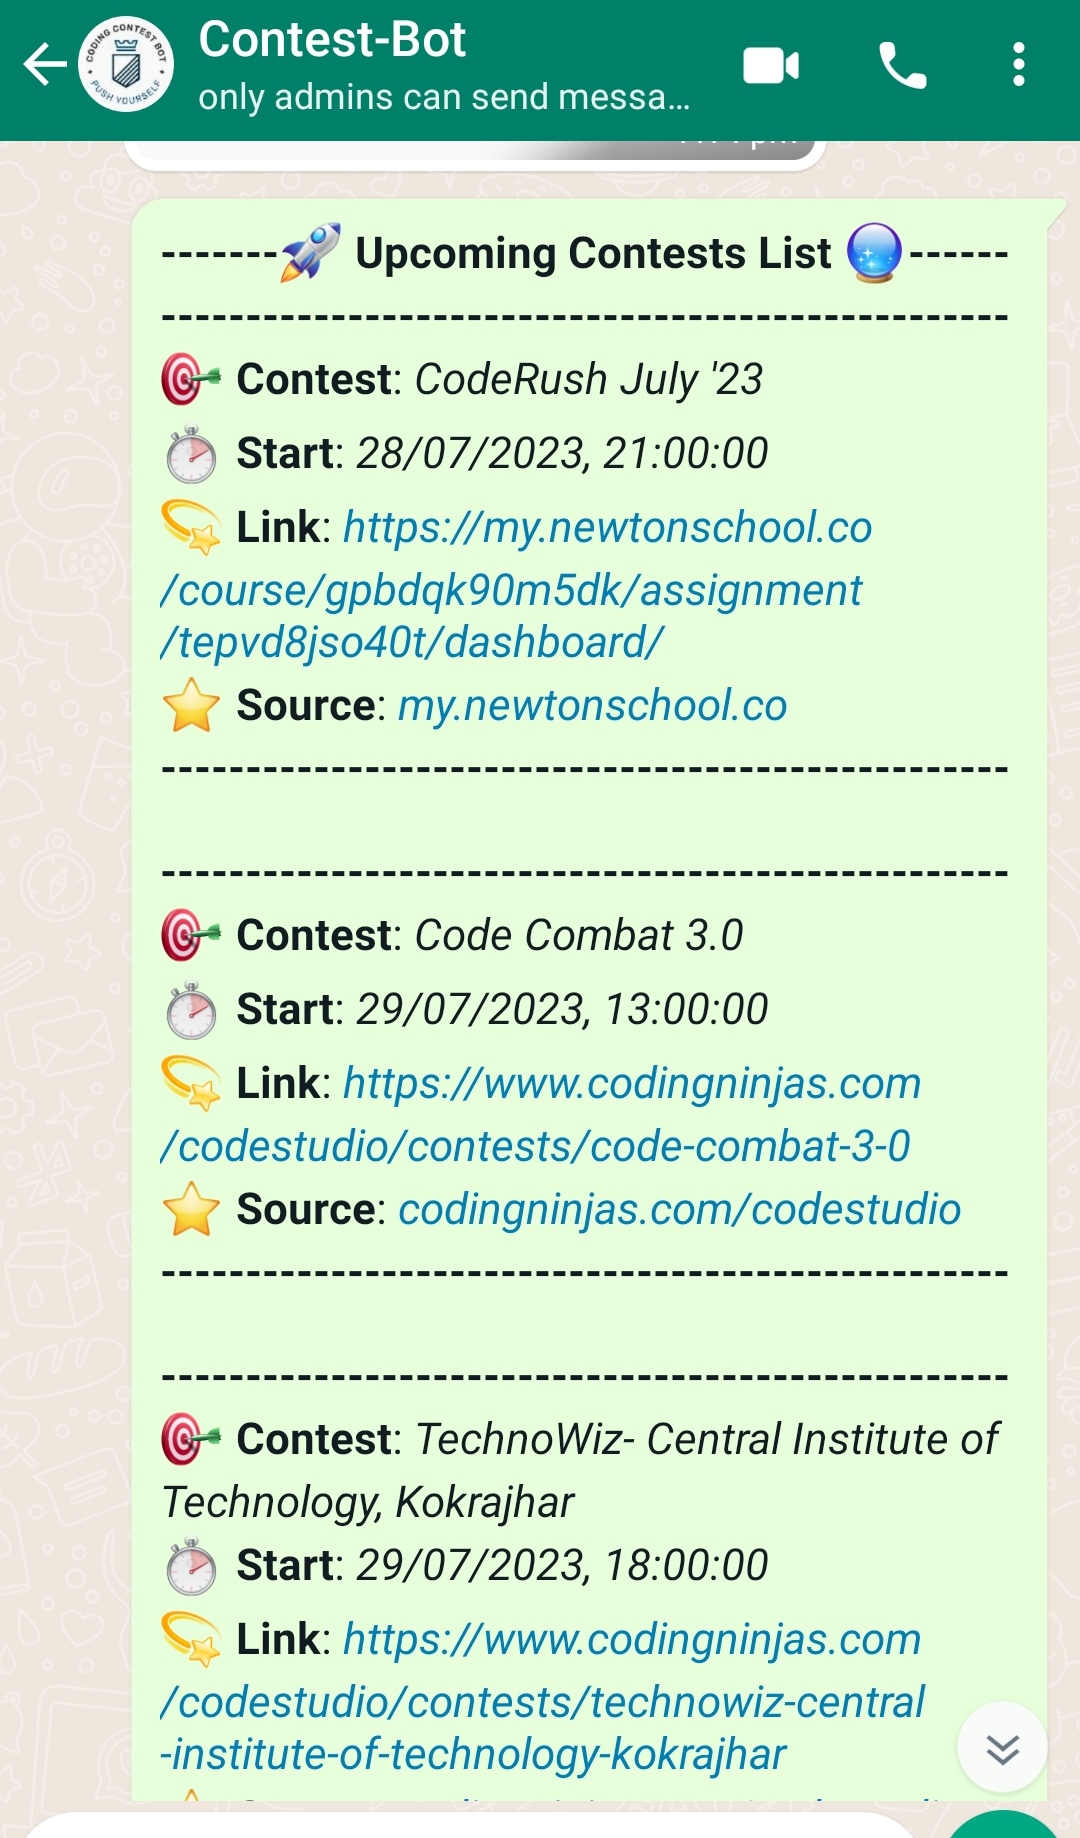 Contest-Bot
only admins can send messa...
CODING CONTEST BOT
PUSH YOURSELF
-------🚀 Upcoming Contests List 🔮------
--------------------------------------------------
🎯 Contest: CodeRush July '23
⏱ Start: 28/07/2023, 21:00:00
💫 Link: https://my.newtonschool.co
/course/gpbdqk90m5dk/assignment
/tepvd8jso40t/dashboard/
⭐ Source: my.newtonschool.co
--------------------------------------------------
--------------------------------------------------
🎯 Contest: Code Combat 3.0
⏱ Start: 29/07/2023, 13:00:00
💫 Link: https://www.codingninjas.com
/codestudio/contests/code-combat-3-0
⭐ Source: codingninjas.com/codestudio
--------------------------------------------------
--------------------------------------------------
🎯 Contest: TechnoWiz- Central Institute of
Technology, Kokrajhar
⏱ Start: 29/07/2023, 18:00:00
💫 Link: https://www.codingninjas.com
/codestudio/contests/technowiz-central
-institute-of-technology-kokrajhar